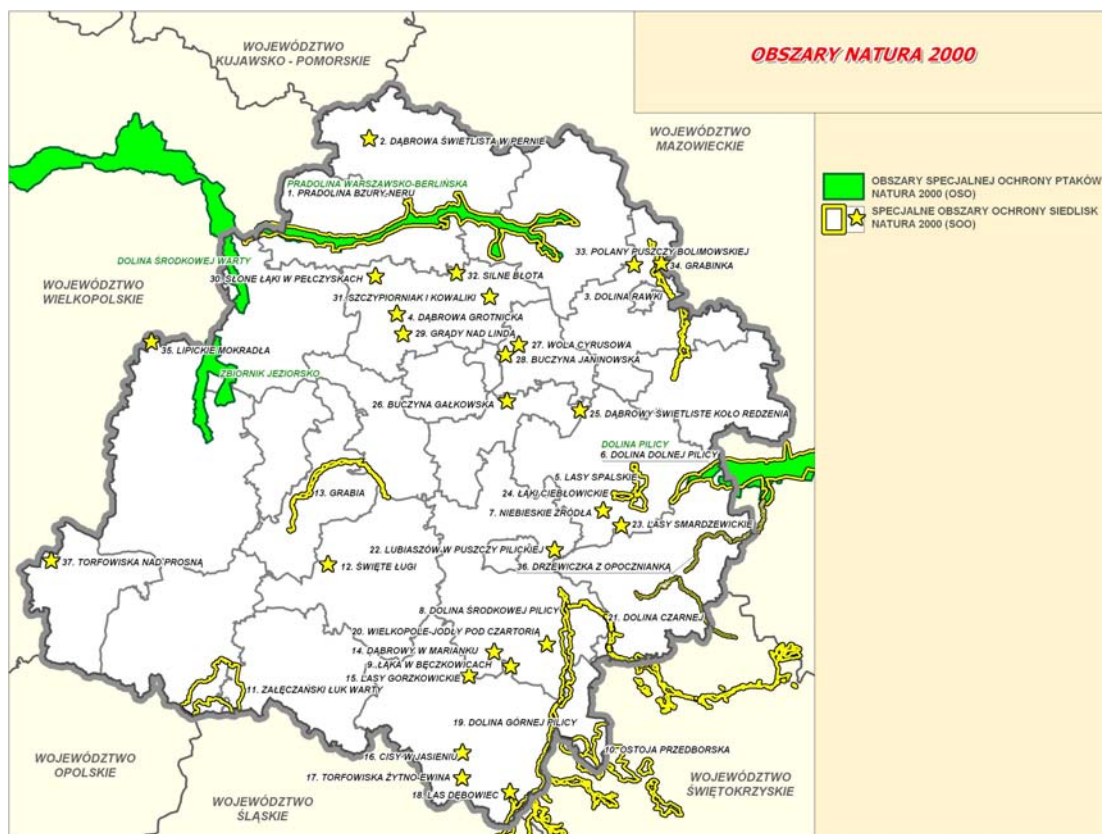 OBSZARY NATURA 2000
WOJEWÓDZTWO
KUJAWSKO - POMORSKIE
WOJEWÓDZTWO
MAZOWIECKIE
2. DĄBROWA ŚWIETLISTA W PERNIE
OBSZARY SPECJALNEJ OCHRONY PTAKÓW
NATURA 2000 (OSO)
SPECJALNE OBSZARY OCHRONY SIEDLISK
NATURA 2000 (SOO)
PRADOLINA WARSZAWSKO-BERLIŃSKA
1. PRADOLINA BZURY-NERU
33. POLANY PUSZCZY BOLIMOWSKIEJ
DOLINA ŚRODKOWEJ WARTY
34. GRABINKA
32. SILNE BŁOTA
30. SŁONE ŁĄKI W PEŁCZYSKACH
WOJEWÓDZTWO
WIELKOPOLSKIE
31. SZCZYPIORNIAK I KOWALIKI
3. DOLINA RAWKI
4. DĄBROWA GROTNICKA
29. GRĄDY NAD LINDĄ
27. WOLA CYRUSOWA
35. LIPICKIE MOKRADŁA
28. BUCZYNA JANINOWSKA
ZBIORNIK JEZIORSKO
26. BUCZYNA GAŁKOWSKA
25. DĄBROWY ŚWIETLISTE KOŁO REDZENIA
DOLINA PILICY
6. DOLINA DOLNEJ PILICY
5. LASY SPALSKIE
13. GRABIA
24. ŁĄKI CIEBŁOWICKIE
7. NIEBIESKIE ŹRÓDŁA
23. LASY SMARDZEWICKIE
22. LUBIASZÓW W PUSZCZY PILICKIEJ
37. TORFOWISKA NAD PROSNĄ
12. ŚWIĘTE ŁUGI
36. DRZEWICZKA Z OPOCZNIANKĄ
8. DOLINA ŚRODKOWEJ PILICY
21. DOLINA CZARNEJ
20. WIELKOPOLE-JODŁY POD CZARTORIĄ
14. DĄBROWY W MARIANKU
9. ŁĄKA W BĘCZKOWICACH
15. LASY GORZKOWICKIE
11. ZAŁĘCZAŃSKI ŁUK WARTY
19. DOLINA GÓRNEJ PILICY
16. CISY W JASIENIU
10. OSTOJA PRZEDBORSKA
WOJEWÓDZTWO
OPOLSKIE
17. TORFOWISKA ŻYTNO-EWINA
WOJEWÓDZTWO
ŚWIĘTOKRZYSKIE
18. LAS DĘBOWIEC
WOJEWÓDZTWO
ŚLĄSKIE